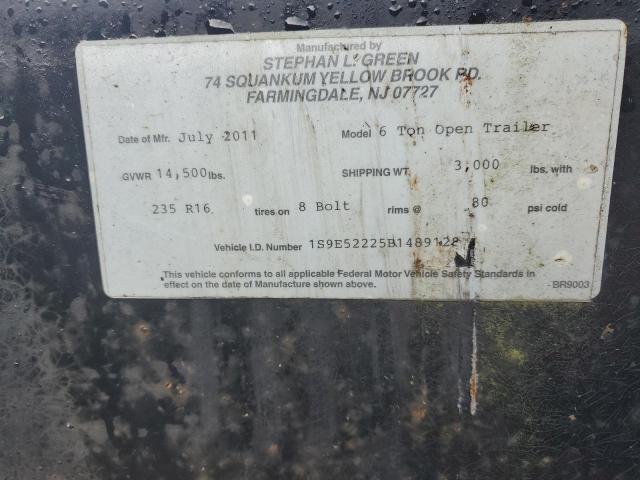 Manufactured by
STEPHAN L. GREEN
74 SQUANKUM YELLOW BROOK RD.
FARMINGDALE, NJ 07727
Date of Mfr. July 2011 Model 6 Ton Open Trailer
GVWR 14,500 lbs. SHIPPING WT. 3,000 lbs. with
235 R16 tires on 8 Bolt rims @ 80 psi cold
Vehicle I.D. Number 1S9E52225B1489128
This vehicle conforms to all applicable Federal Motor Vehicle Safety Standards in
effect on the date of Manufacture shown above. BR9003